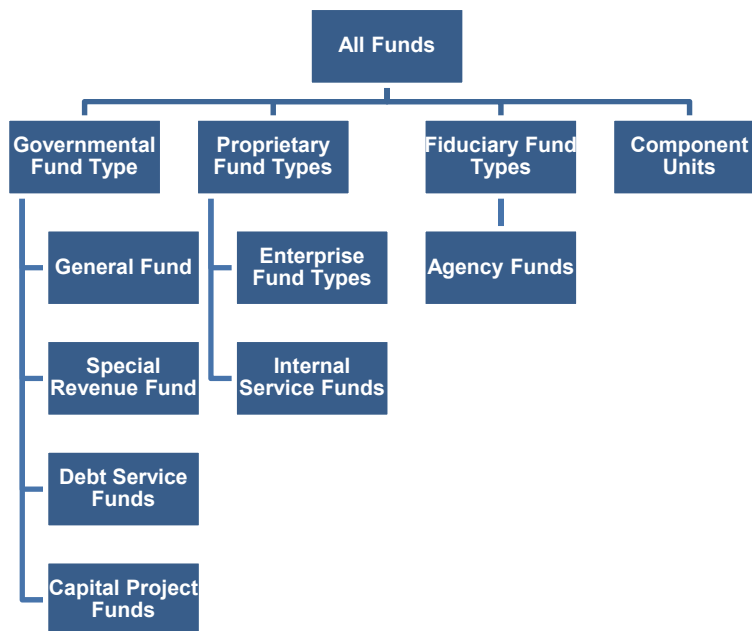 All Funds
Governmental
Fund Type
Proprietary
Fund Types
Fiduciary Fund
Types
Component
Units
General Fund
Enterprise
Fund Types
Agency Funds
Special
Revenue Fund
Internal
Service Funds
Debt Service
Funds
Capital Project
Funds